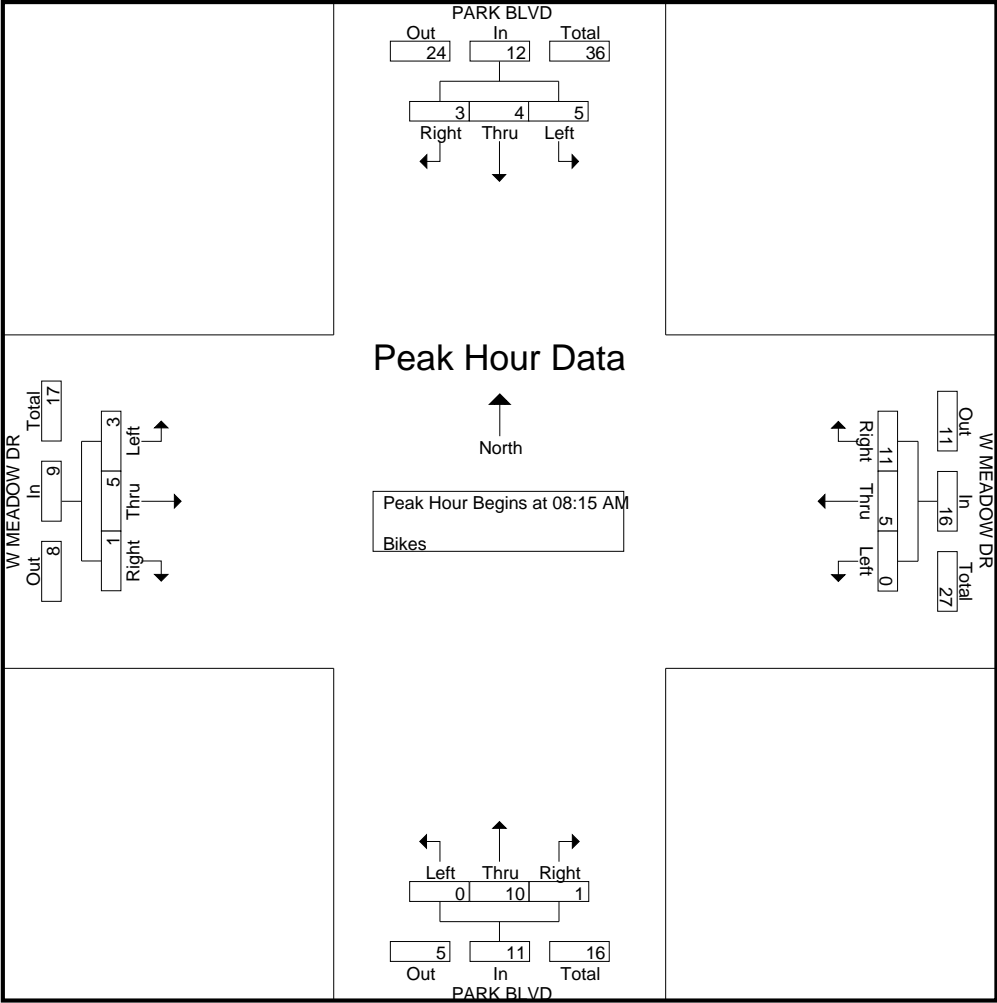 PARK BLVD
Out In Total
24 12 36
3 4 5
Right Thru Left
Peak Hour Data
North
Peak Hour Begins at 08:15 AM
Bikes
W MEADOW DR
Total In Out
17 9 8
3 5 1
Left Thru Right
W MEADOW DR
Out In Total
11 16 27
11 5 0
Right Thru Left
Left Thru Right
0 10 1
5 11 16
Out In Total
PARK BLVD